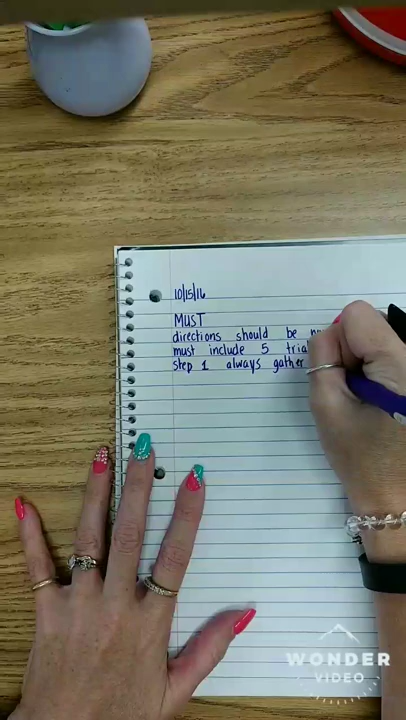 10/15/16
MUST
directions should be
must include 5
step 1 always gather
WONDER
VIDEO